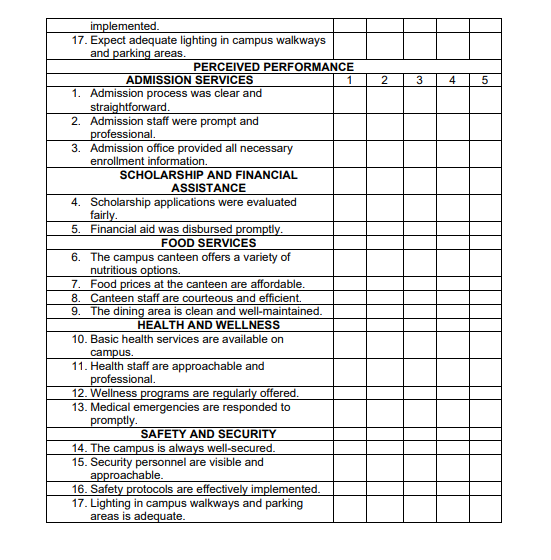 implemented.
17. Expect adequate lighting in campus walkways
and parking areas.
PERCEIVED PERFORMANCE
ADMISSION SERVICES 1 2 3 4 5
1. Admission process was clear and
straightforward.
2. Admission staff were prompt and
professional.
3. Admission office provided all necessary
enrollment information.
SCHOLARSHIP AND FINANCIAL
ASSISTANCE
4. Scholarship applications were evaluated
fairly.
5. Financial aid was disbursed promptly.
FOOD SERVICES
6. The campus canteen offers a variety of
nutritious options.
7. Food prices at the canteen are affordable.
8. Canteen staff are courteous and efficient.
9. The dining area is clean and well-maintained.
HEALTH AND WELLNESS
10. Basic health services are available on
campus.
11. Health staff are approachable and
professional.
12. Wellness programs are regularly offered.
13. Medical emergencies are responded to
promptly.
SAFETY AND SECURITY
14. The campus is always well-secured.
15. Security personnel are visible and
approachable.
16. Safety protocols are effectively implemented.
17. Lighting in campus walkways and parking
areas is adequate.